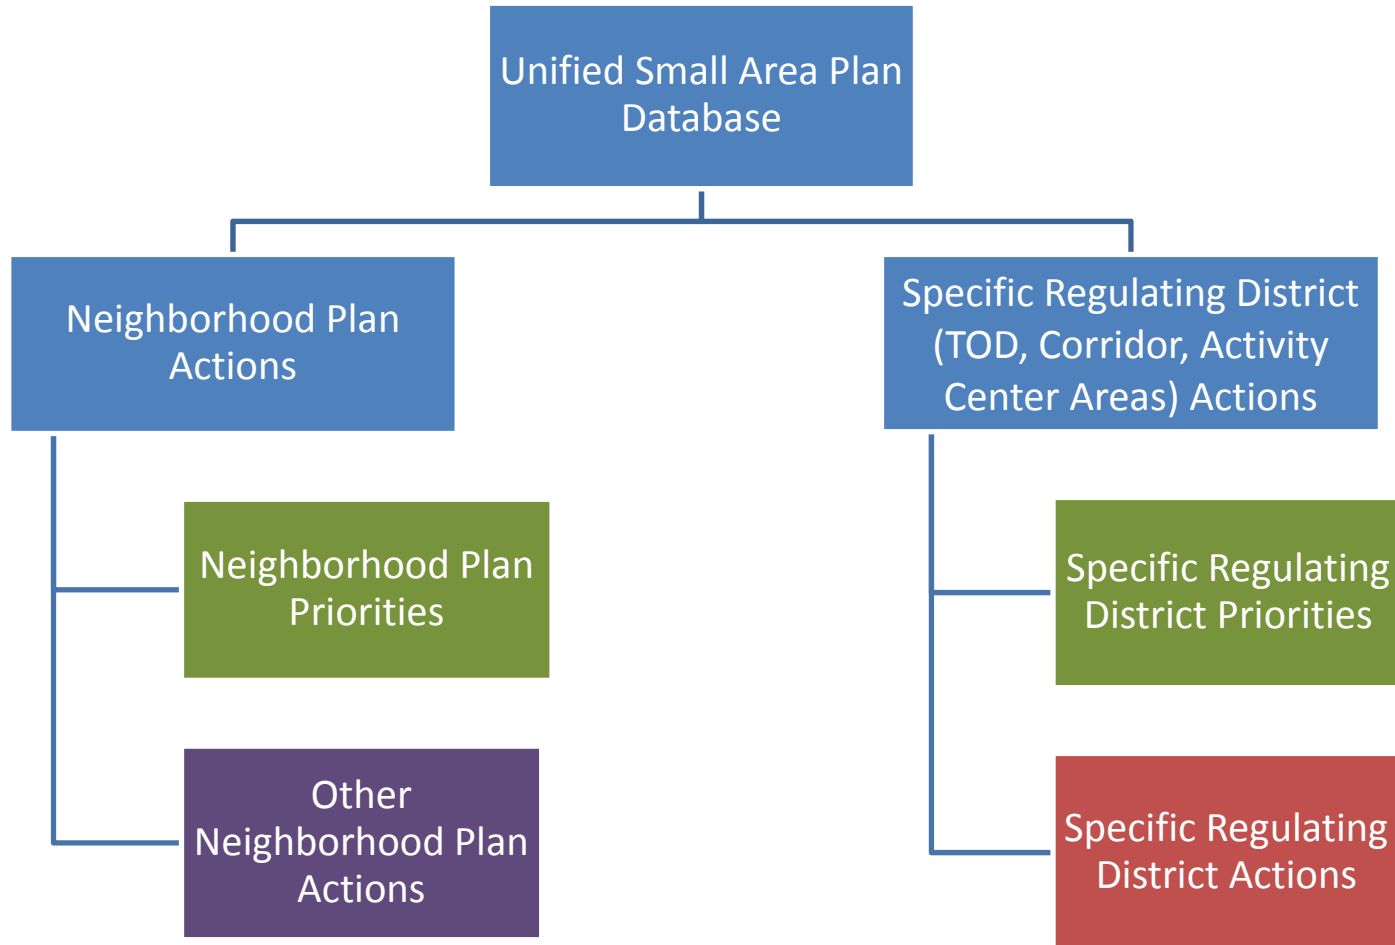 Unified Small Area Plan
Database
Neighborhood Plan
Actions
Specific Regulating District
(TOD, Corridor, Activity
Center Areas) Actions
Neighborhood Plan
Priorities
Specific Regulating
District Priorities
Other
Neighborhood Plan
Actions
Specific Regulating
District Actions